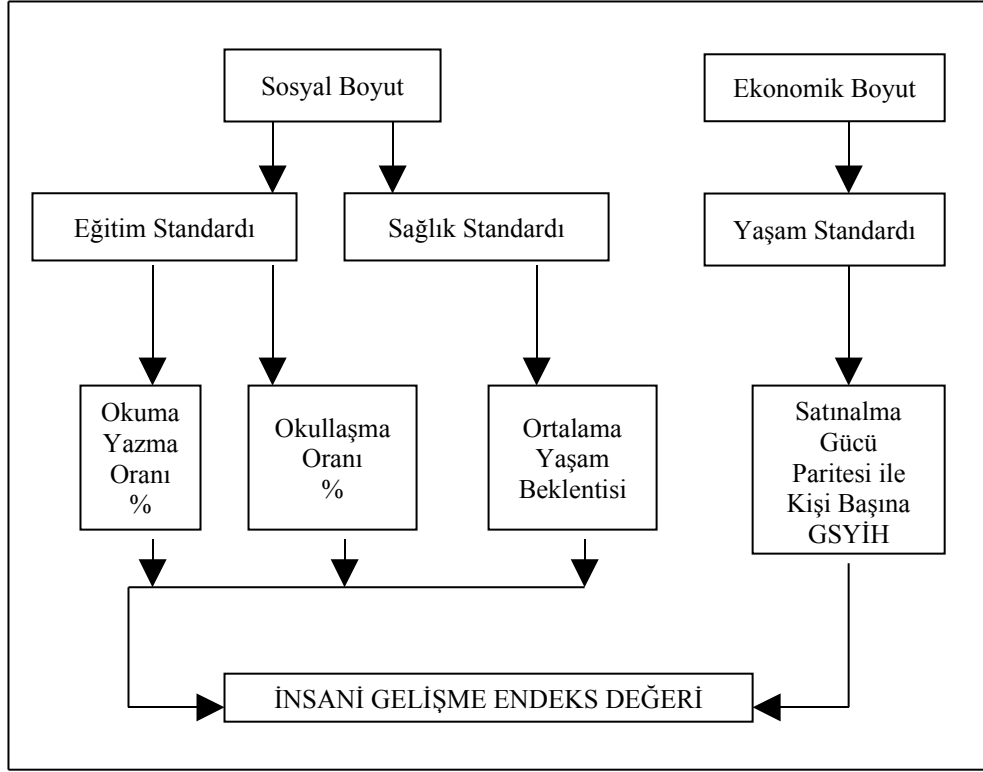 Sosyal Boyut
Ekonomik Boyut
Eğitim Standardı
Sağlık Standardı
Yaşam Standardı
Okuma
Yazma
Oranı
%
Okullaşma
Oranı
%
Ortalama
Yaşam
Beklentisi
Satınalma
Gücü
Paritesi ile
Kişi Başına
GSYİH
İNSANİ GELİŞME ENDEKS DEĞERİ